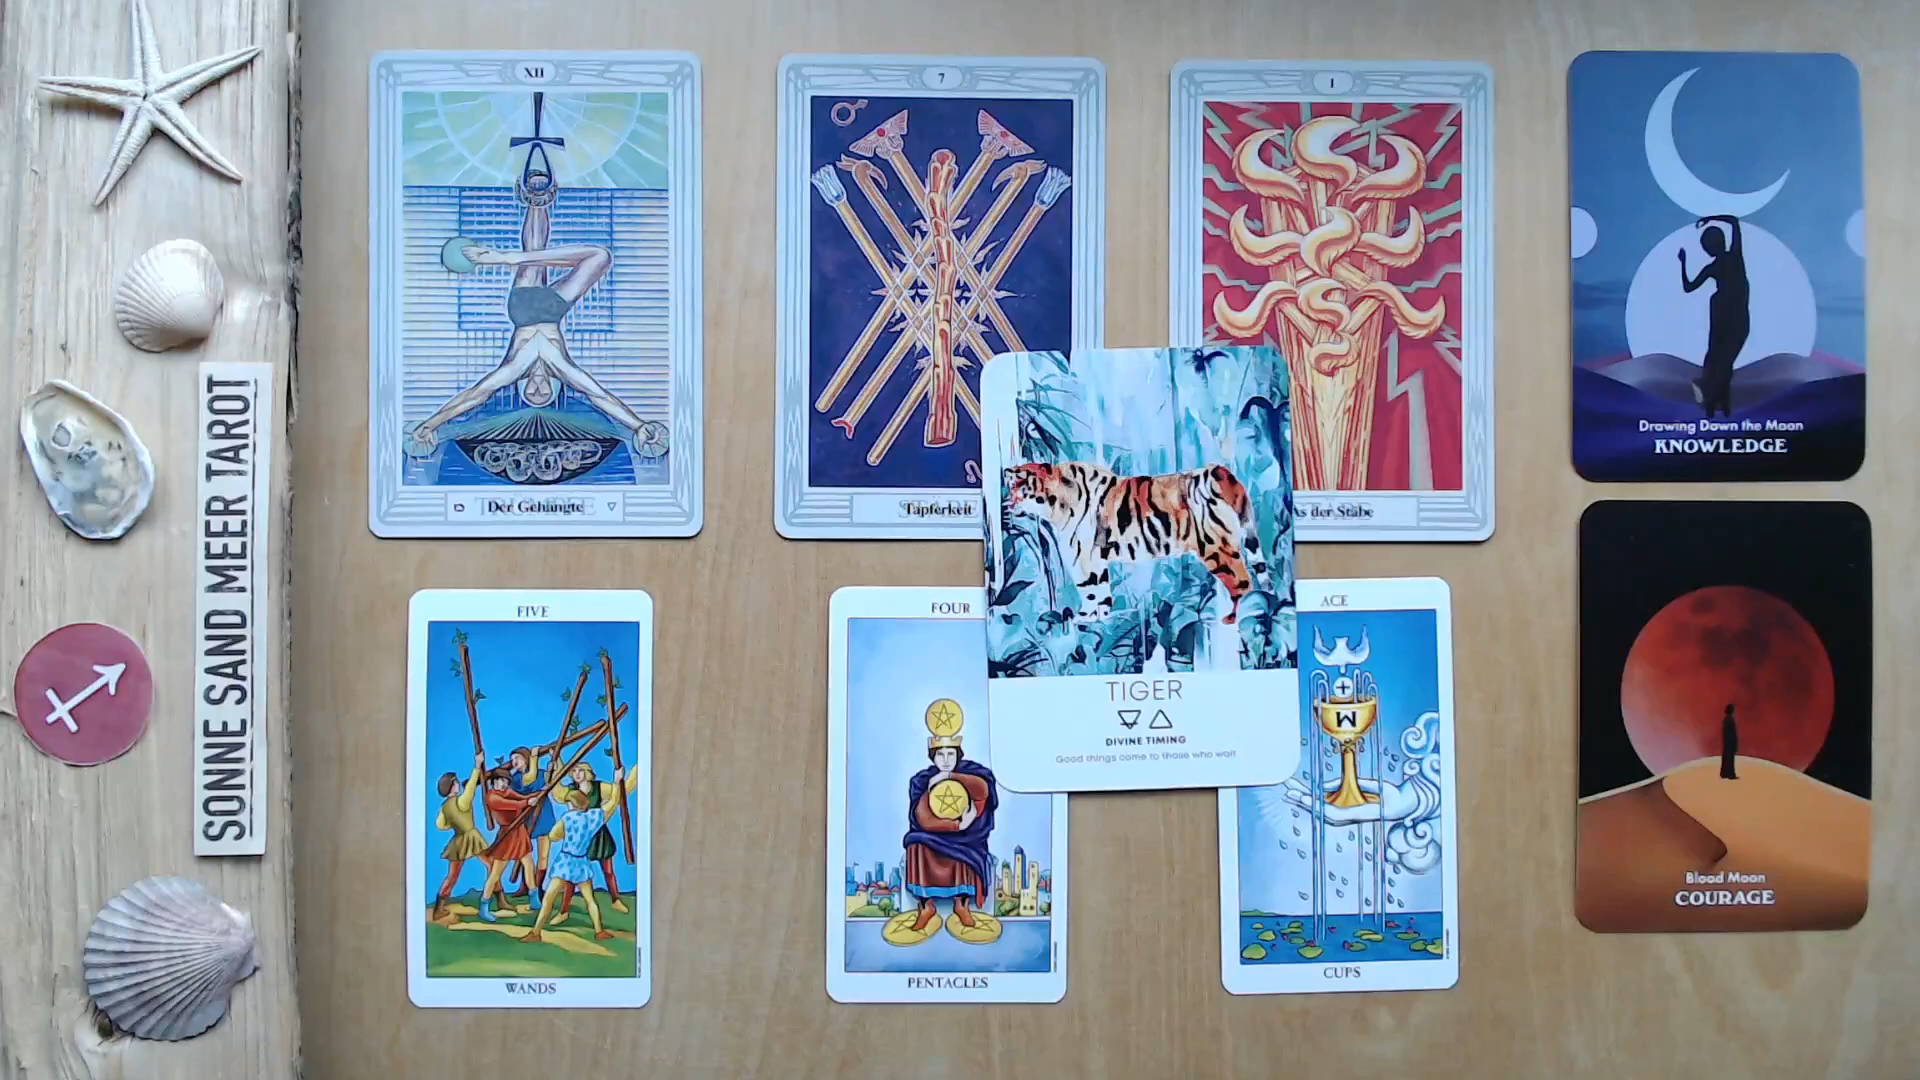 SONNE SAND MEER TAROT
XII
Der Gehängte
7
Tapferkeit
I
As der Stäbe
Drawing Down the Moon
KNOWLEDGE
FIVE
WANDS
FOUR
PENTACLES
TIGER
DIVINE TIMING
Good things come to those who wait
ACE
CUPS
Blood Moon
COURAGE